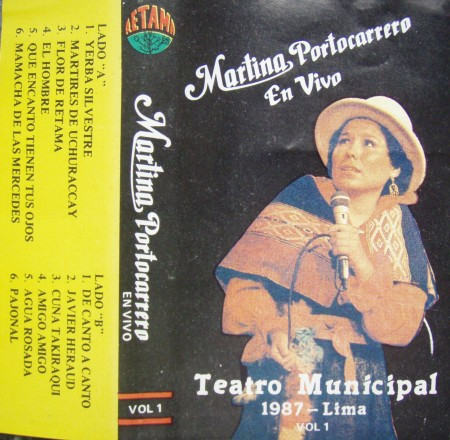 LADO "A"
1. YERBA SILVESTRE
2. MARTIRES DE UCHURACCAY
3. FLOR DE RETAMA
4. EL HOMBRE
5. QUE ENCANTO TIENEN TUS OJOS
6. MAMACHA DE LAS MERCEDES
LADO "B"
1. DE CANTO A CANTO
2. JAVIER HERAUD
3. CUNA TAKIRAQUI
4. AMIGO AMIGO
5. AGUA ROSADA
6. PAJONAL
RETAMA
Martina Portocarrero
EN VIVO
VOL 1
Martina Portocarrero
En Vivo
Teatro Municipal
1987 - Lima
VOL 1